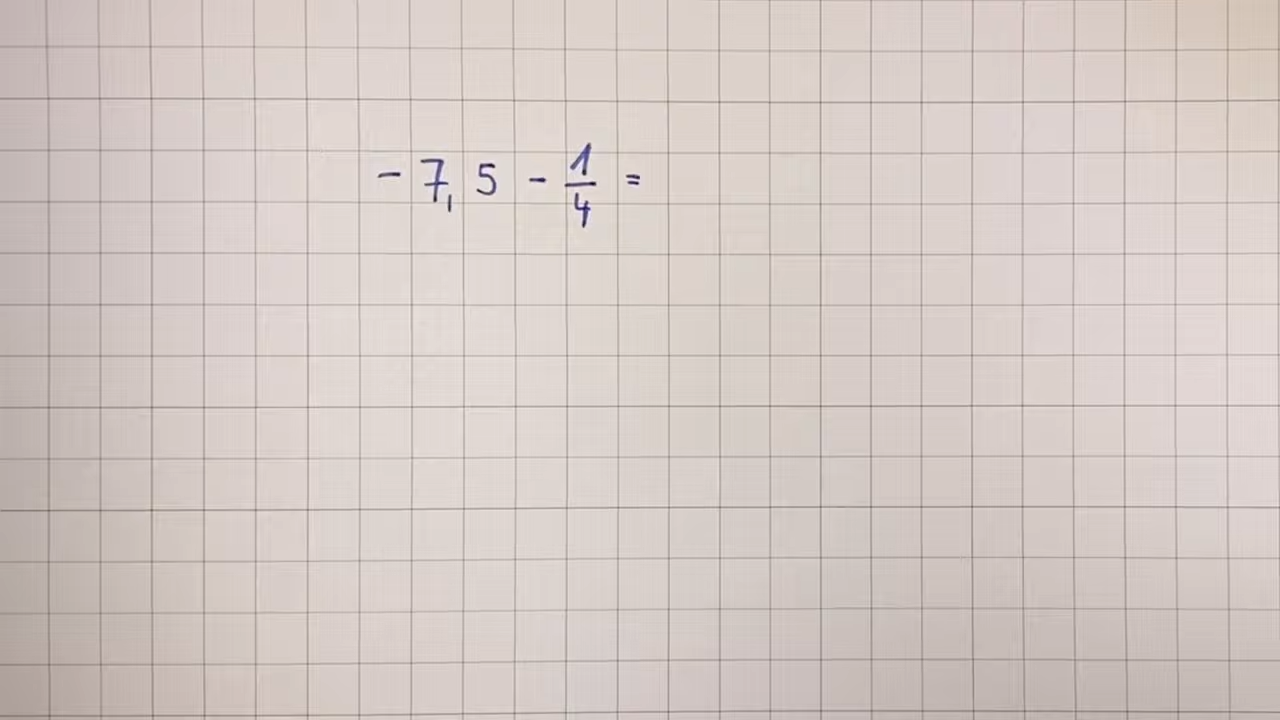 - 7,5 - 1/4 =